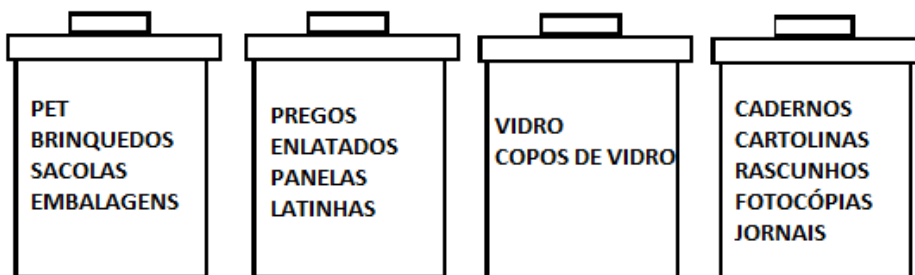 PET
BRINQUEDOS
SACOLAS
EMBALAGENS
PREGOS
ENLATADOS
PANELAS
LATINHAS
VIDRO
COPOS DE VIDRO
CADERNOS
CARTOLINAS
RASCUNHOS
FOTOCÓPIAS
JORNAIS